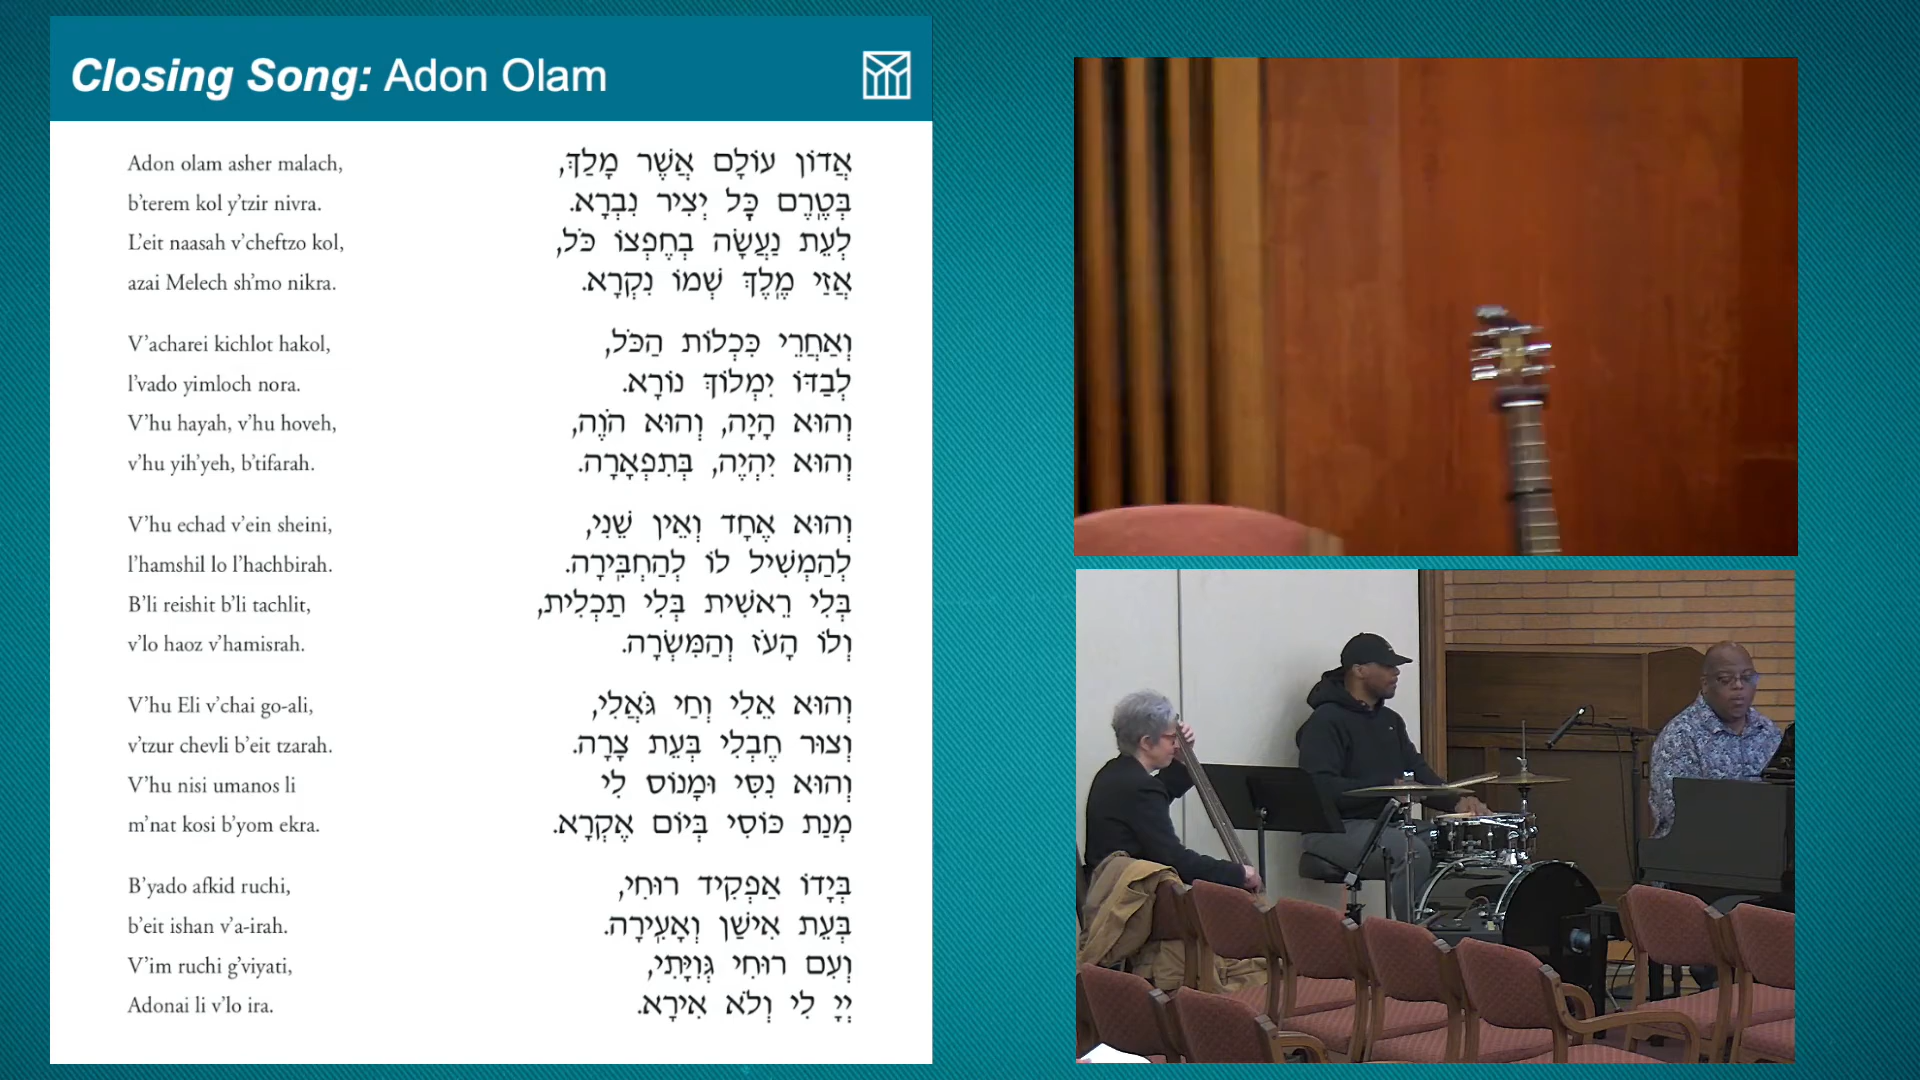 Closing Song: Adon Olam
Adon olam asher malach,
b'terem kol y'tzir nivra.
L'eit naasah v'cheftzo kol,
azai Melech sh'mo nikra.
V'acharei kichlot hakol,
l'vado yimloch nora.
V'hu hayah, v'hu hoveh,
v'hu yih'yeh, b'tifarah.
V'hu echad v'ein sheini,
l'hamshil lo l'hachbirah.
B'li reishit b'li tachlit,
v'lo haoz v'hamisrah.
V'hu Eli v'chai go-ali,
v'tzur chevli b'eit tzarah.
V'hu nisi umanos li
m'nat kosi b'yom ekra.
B'yado afkid ruchi,
b'eit ishan v'a-irah.
V'im ruchi g'viyati,
Adonai li v'lo ira.
אֲדוֹן עוֹלָם אֲשֶׁר מָלַךְ,
בְּטֶֽרֶם כׇּל יְצִיר נִבְרָא.
לְעֵת נַעֲשָׂה בְחֶפְצוֹ כֹּל,
אֲזַי מֶֽלֶךְ שְׁמוֹ נִקְרָא.
וְאַחֲרֵי כִּכְלוֹת הַכֹּל,
לְבַדּוֹ יִמְלוֹךְ נוֹרָא.
וְהוּא הָיָה, וְהוּא הֹוֶה,
וְהוּא יִהְיֶה, בְּתִפְאָרָה.
וְהוּא אֶחָד וְאֵין שֵׁנִי,
לְהַמְשִׁיל לוֹ לְהַחְבִּֽירָה.
בְּלִי רֵאשִׁית בְּלִי תַכְלִית,
וְלוֹ הָעֹז וְהַמִּשְׂרָה.
וְהוּא אֵלִי וְחַי גֹּאֲלִי,
וְצוּר חֶבְלִי בְּעֵת צָרָה.
וְהוּא נִסִּי וּמָנוֹס לִי
מְנָת כּוֹסִי בְּיוֹם אֶקְרָא.
בְּיָדוֹ אַפְקִיד רוּחִי,
בְּעֵת אִישַׁן וְאָעִֽירָה.
וְעִם רוּחִי גְּוִיָּתִי,
יְיָ לִי וְלֹא אִירָא.